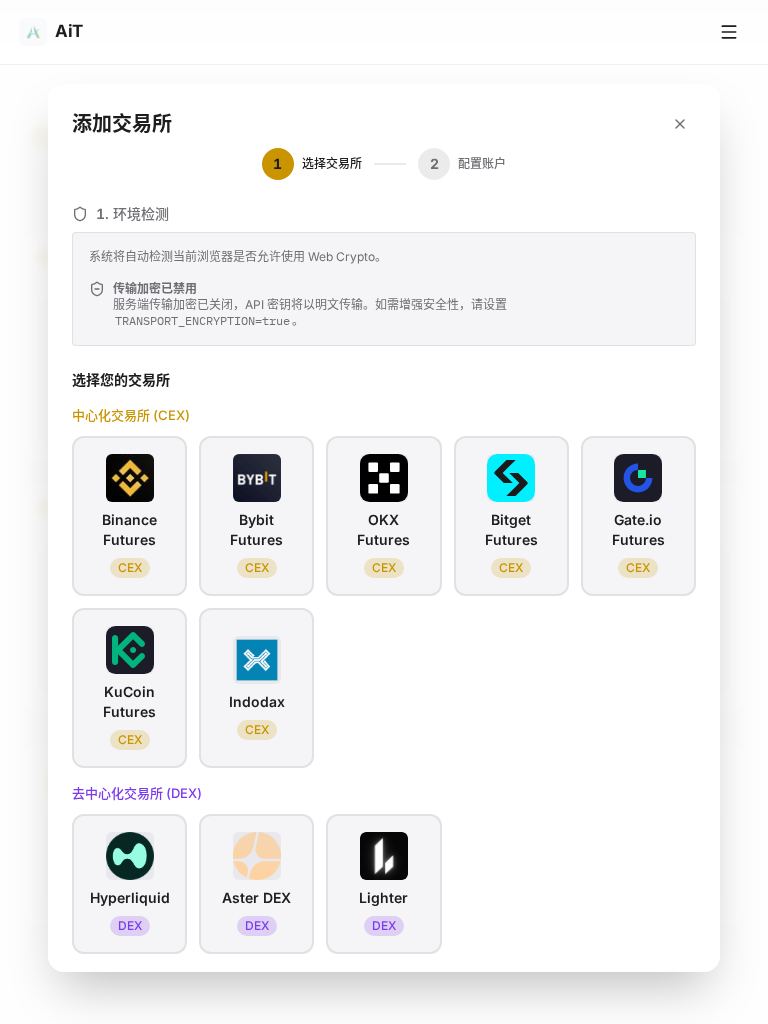 AiT
添加交易所
1 选择交易所
2 配置账户
1. 环境检测
系统将自动检测当前浏览器是否允许使用 Web Crypto。
传输加密已禁用
服务端传输加密已关闭，API 密钥将以明文传输。如需增强安全性，请设置
TRANSPORT_ENCRYPTION=true。
选择您的交易所
中心化交易所 (CEX)
Binance
Futures
CEX
BYBIT
Bybit
Futures
CEX
OKX
Futures
CEX
Bitget
Futures
CEX
Gate.io
Futures
CEX
KuCoin
Futures
CEX
Indodax
CEX
去中心化交易所 (DEX)
Hyperliquid
DEX
Aster DEX
DEX
Lighter
DEX